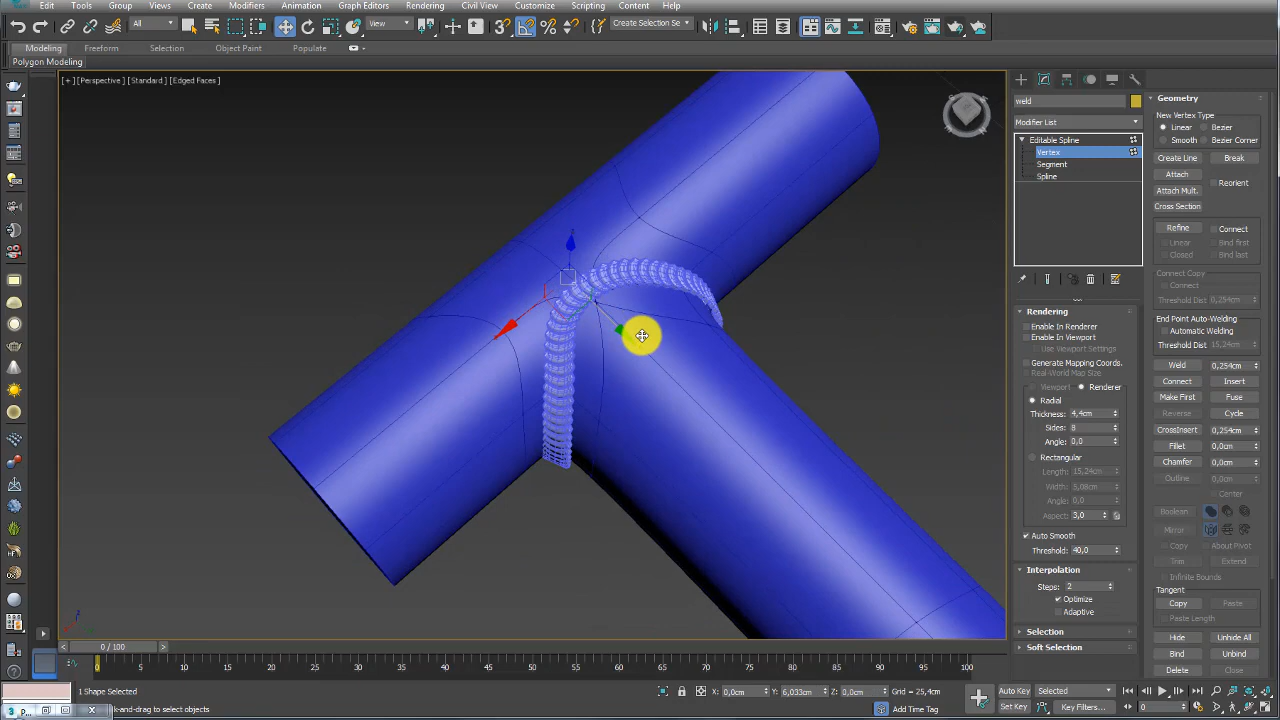 Edit Tools Group Views Create Modifiers Animation Graph Editors Rendering Civil View Customize Scripting Content Help
All View Create Selection Se
Modeling Freeform Selection Object Paint Populate
Polygon Modeling
[+] [Perspective] [Standard] [Edged Faces]
weld
Modifier List
Editable Spline
Vertex
Segment
Spline
Rendering
Enable In Renderer
Enable In Viewport
Use Viewport Settings
Generate Mapping Coords.
Real-World Map Size
Viewport Renderer
Radial
Thickness: 4,4cm
Sides: 8
Angle: 0,0
Rectangular
Length: 15,24cm
Width: 5,08cm
Angle: 0,0
Aspect: 3,0
Auto Smooth
Threshold: 40,0
Interpolation
Steps: 2
Optimize
Adaptive
Selection
Soft Selection
Geometry
New Vertex Type
Linear Bezier
Smooth Bezier Corner
Create Line Break
Attach
Reorient
Attach Mult.
Cross Section
Refine Connect
Linear Bind first
Closed Bind last
Connect Copy
Connect
Threshold Dist 0,254cm
End Point Auto-Welding
Automatic Welding
Threshold Dist 15,24cm
Weld 0,254cm
Connect Insert
Make First Fuse
Reverse Cycle
CrossInsert 0,254cm
Fillet 0,0cm
Chamfer 0,0cm
Outline 0,0cm
Center
Boolean
Mirror
Copy About Pivot
Trim Extend
Infinite Bounds
Tangent
Copy Paste
Paste Length
Hide Unhide All
Bind Unbind
Delete Close
0 / 100
0 5 10 15 20 25 30 35 40 45 50 55 60 65 70 75 80 85 90 95 100
1 Shape Selected X: 0,0cm Y: 6,033cm Z: 0,0cm Grid = 25,4cm Auto Key Selected
k-and-drag to select objects Add Time Tag Set Key Key Filters... 0
3 p...